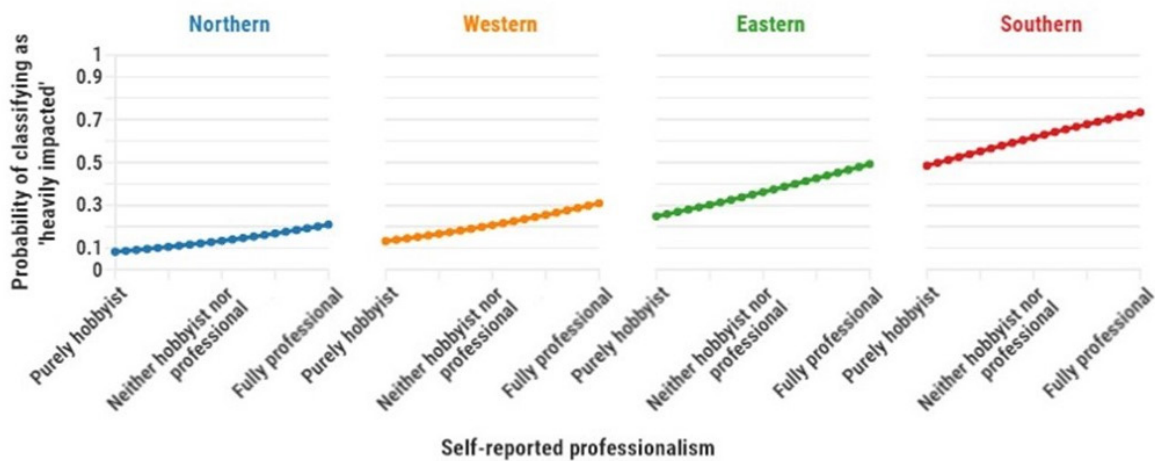 Northern
Western
Eastern
Southern
Probability of classifying as
'heavily impacted'
1
0.9
0.7
0.5
0.3
0.1
0
Purely hobbyist
Neither hobbyist nor
professional
Fully professional
Purely hobbyist
Neither hobbyist nor
professional
Fully professional
Purely hobbyist
Neither hobbyist nor
professional
Fully professional
Purely hobbyist
Neither hobbyist nor
professional
Fully professional
Self-reported professionalism